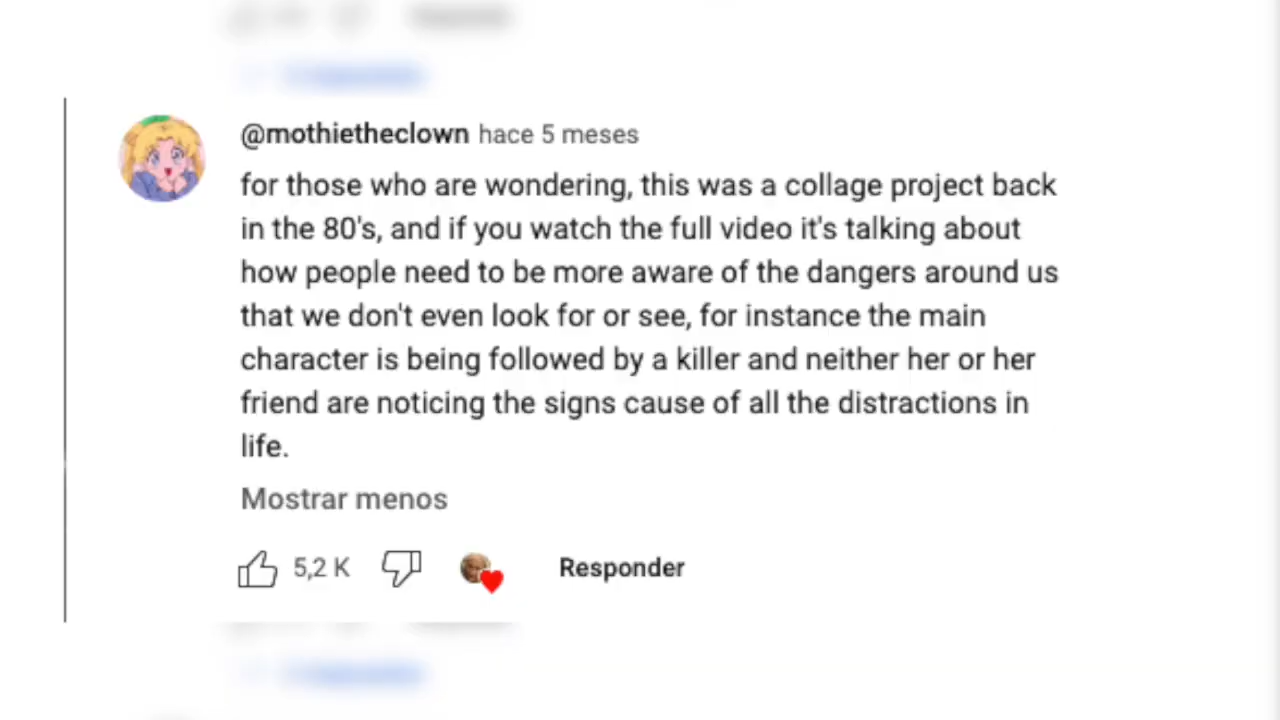 @mothietheclown hace 5 meses
for those who are wondering, this was a collage project back
in the 80's, and if you watch the full video it's talking about
how people need to be more aware of the dangers around us
that we don't even look for or see, for instance the main
character is being followed by a killer and neither her or her
friend are noticing the signs cause of all the distractions in
life.
Mostrar menos
5,2 K Responder